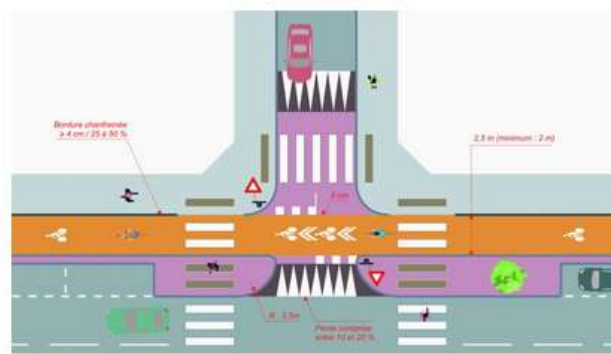 Bordure chanfreinée
≥ 4 cm / 25 à 50 %
2,5 m (minimum : 2 m)
5 cm
R : 2,5m
Pente comprise
entre 10 et 20 %